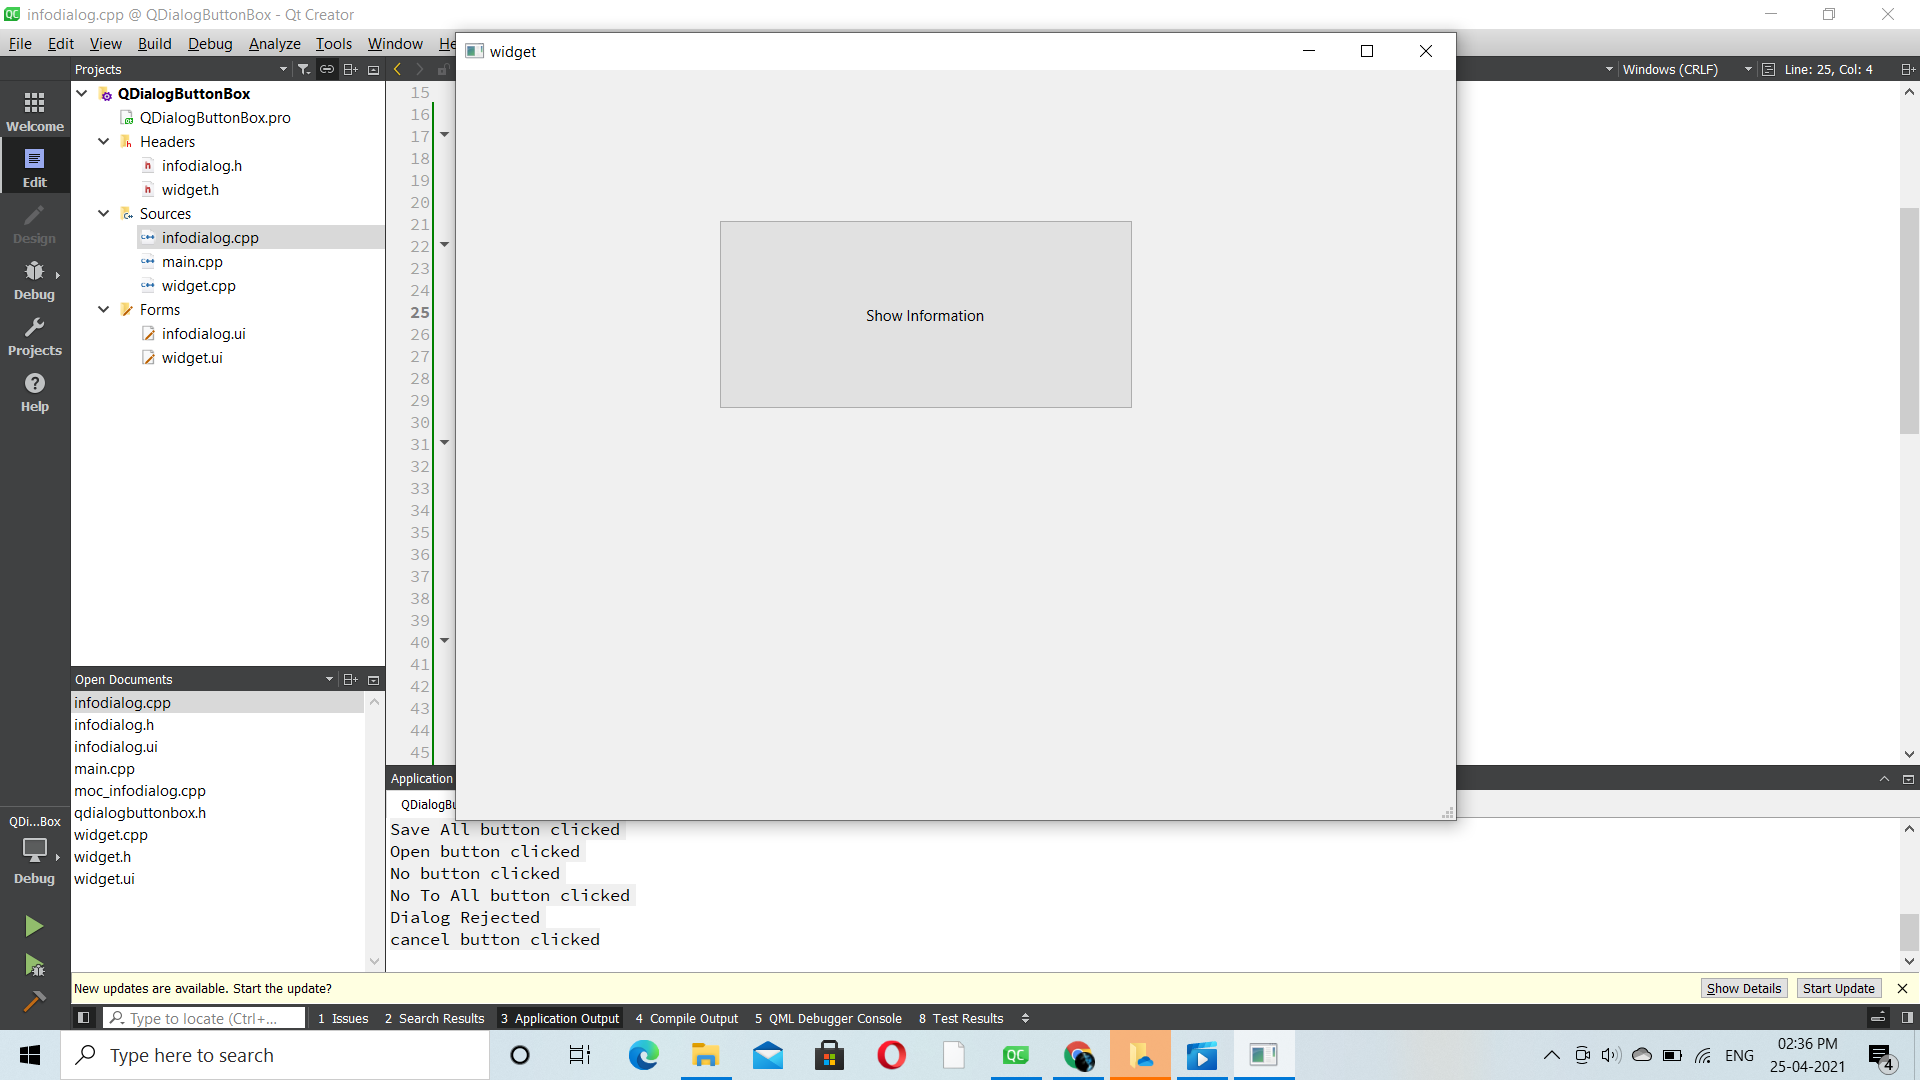 infodialog.cpp @ QDialogButtonBox - Qt Creator
File Edit View Build Debug Analyze Tools Window He
widget
Projects
Windows (CRLF) Line: 25, Col: 4
Welcome
Edit
Design
Debug
Projects
Help
QDialogButtonBox
QDialogButtonBox.pro
Headers
infodialog.h
widget.h
Sources
infodialog.cpp
main.cpp
widget.cpp
Forms
infodialog.ui
widget.ui
15
16
17
18
19
20
21
22
23
24
25
26
27
28
29
30
31
32
33
34
35
36
37
38
39
40
41
42
43
44
45
Show Information
Open Documents
infodialog.cpp
infodialog.h
infodialog.ui
main.cpp
moc_infodialog.cpp
qdialogbuttonbox.h
widget.cpp
widget.h
widget.ui
QDi...Box
Debug
Application
QDialogBu
Save All button clicked
Open button clicked
No button clicked
No To All button clicked
Dialog Rejected
cancel button clicked
New updates are available. Start the update?
Show Details Start Update
Type to locate (Ctrl+... 1 Issues 2 Search Results 3 Application Output 4 Compile Output 5 QML Debugger Console 8 Test Results
Type here to search
ENG
02:36 PM
25-04-2021
4